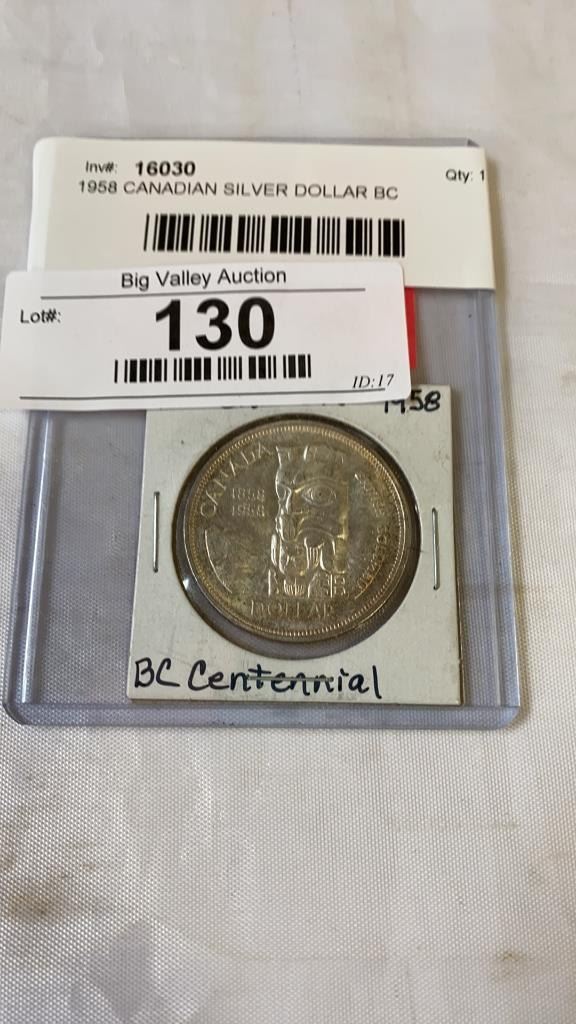 Inv#: 16030 Qty: 1
1958 CANADIAN SILVER DOLLAR BC
Big Valley Auction
Lot#: 130
ID:17
1958
CANADA
1858
1958
DOLLAR
BC Centennial